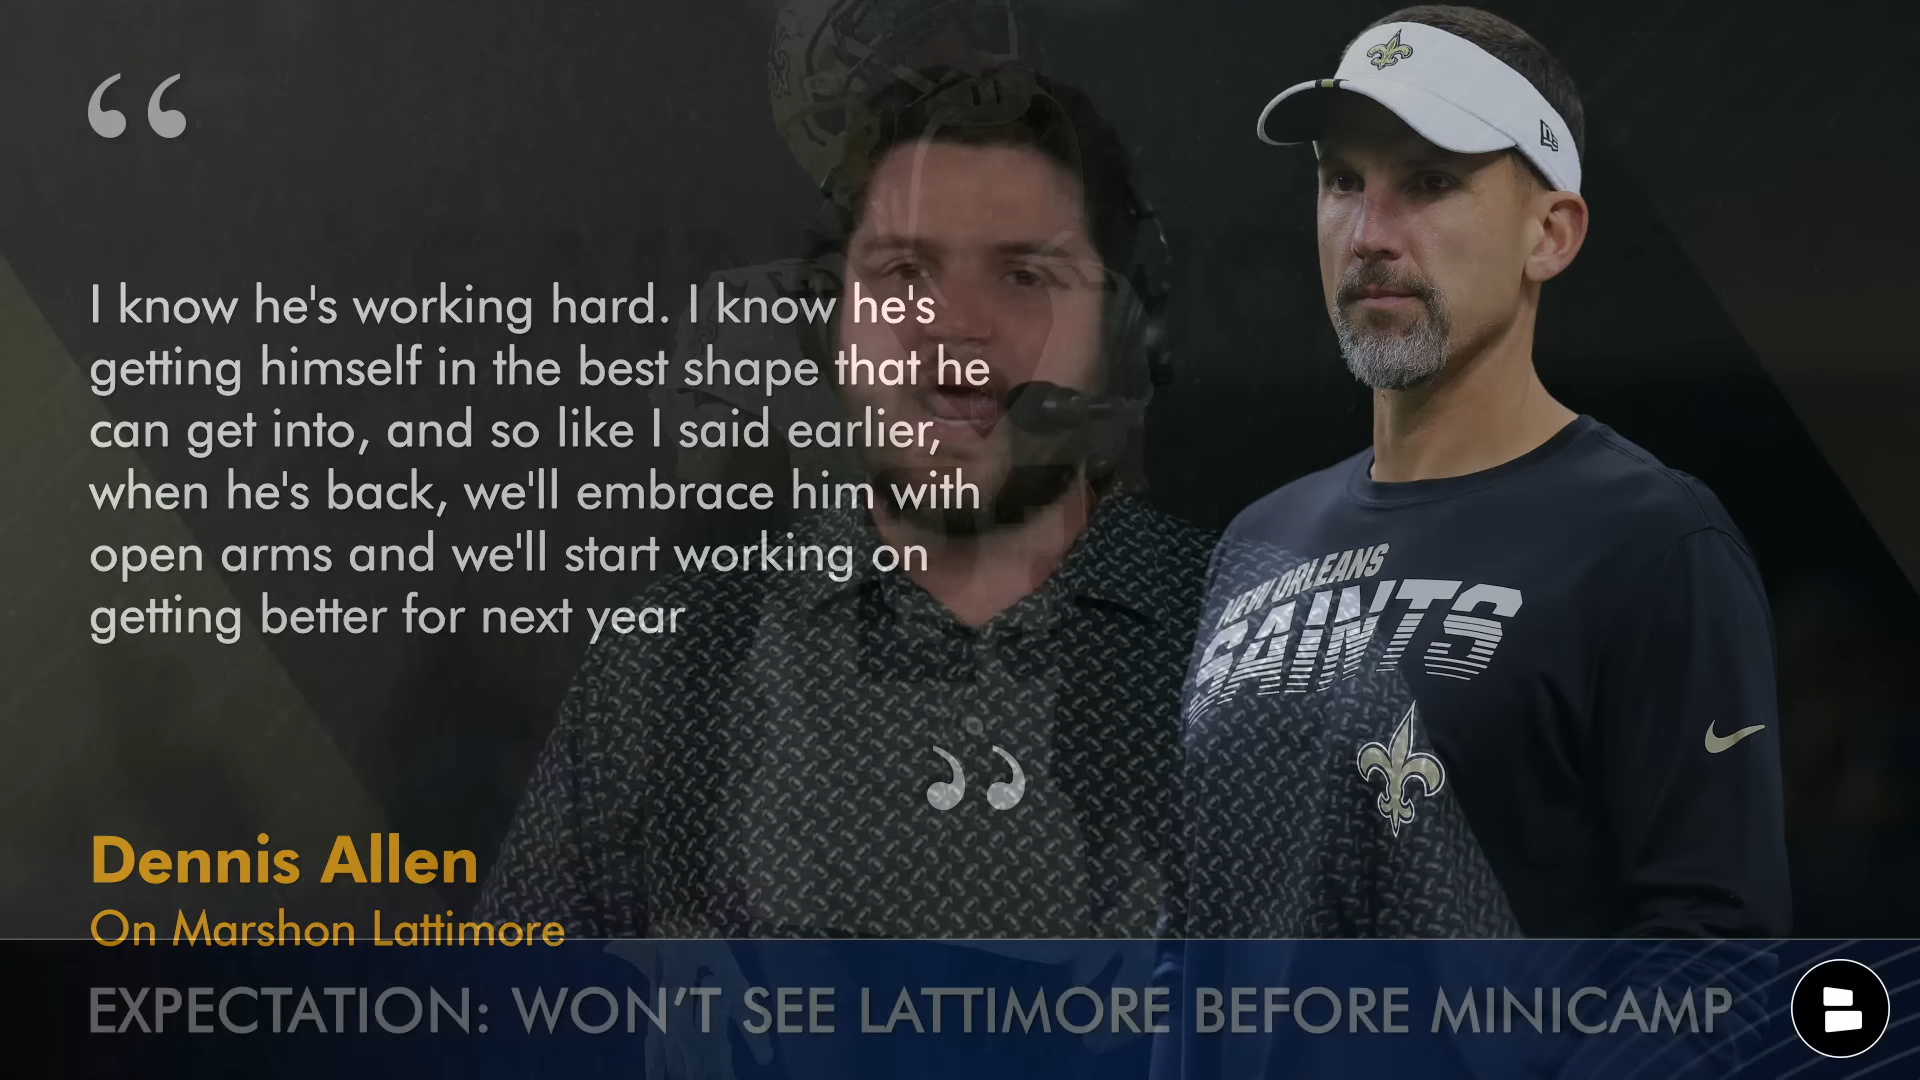 “
I know he's working hard. I know he's
getting himself in the best shape that he
can get into, and so like I said earlier,
when he's back, we'll embrace him with
open arms and we'll start working on
getting better for next year
”
NEW ORLEANS
SAINTS
Dennis Allen
On Marshon Lattimore
EXPECTATION: WON’T SEE LATTIMORE BEFORE MINICAMP